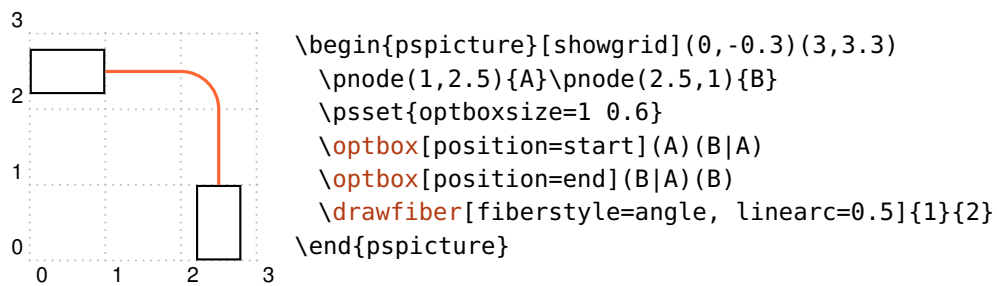 3
2
1
0
0 1 2 3
\begin{pspicture}[showgrid](0,-0.3)(3,3.3)
  \pnode(1,2.5){A}\pnode(2.5,1){B}
  \psset{optboxsize=1 0.6}
  \optbox[position=start](A)(B|A)
  \optbox[position=end](B|A)(B)
  \drawfiber[fiberstyle=angle, linearc=0.5]{1}{2}
\end{pspicture}